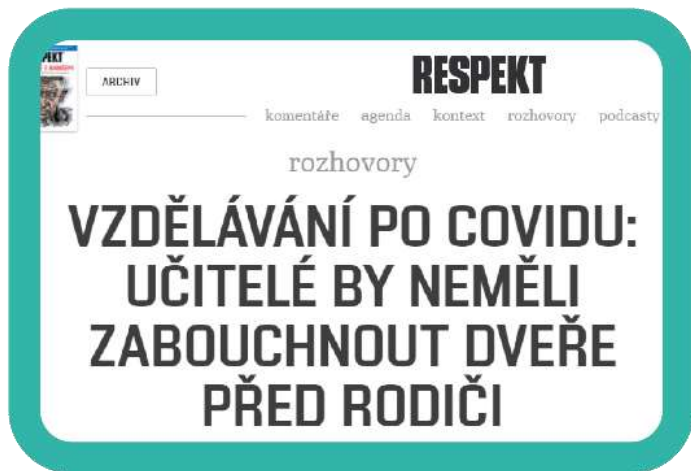 ARCHIV
RESPEKT
komentáře agenda kontext rozhovory podcasty
rozhovory
VZDĚLÁVÁNÍ PO COVIDU:
UČITELÉ BY NEMĚLI
ZABOUCHNOUT DVEŘE
PŘED RODIČI